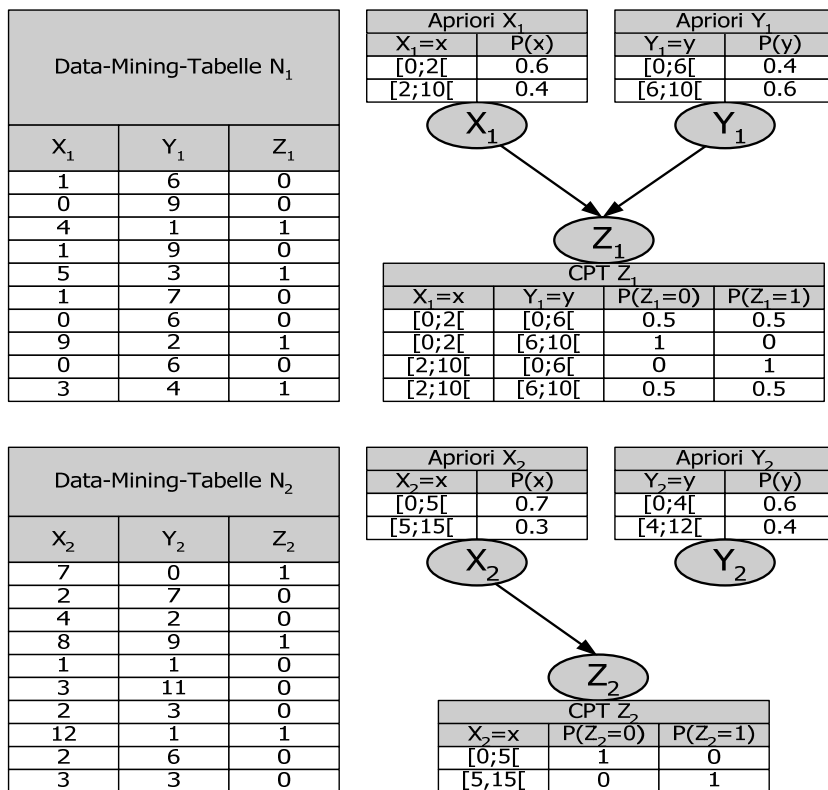 Data-Mining-Tabelle N₁
X₁ Y₁ Z₁
1 6 0
0 9 0
4 1 1
1 9 0
5 3 1
1 7 0
0 6 0
9 2 1
0 6 0
3 4 1
Apriori X₁
X₁=x P(x)
[0;2[ 0.6
[2;10[ 0.4
Apriori Y₁
Y₁=y P(y)
[0;6[ 0.4
[6;10[ 0.6
X₁
Y₁
Z₁
CPT Z₁
X₁=x Y₁=y P(Z₁=0) P(Z₁=1)
[0;2[ [0;6[ 0.5 0.5
[0;2[ [6;10[ 1 0
[2;10[ [0;6[ 0 1
[2;10[ [6;10[ 0.5 0.5
Data-Mining-Tabelle N₂
X₂ Y₂ Z₂
7 0 1
2 7 0
4 2 0
8 9 1
1 1 0
3 11 0
2 3 0
12 1 1
2 6 0
3 3 0
Apriori X₂
X₂=x P(x)
[0;5[ 0.7
[5;15[ 0.3
Apriori Y₂
Y₂=y P(y)
[0;4[ 0.6
[4;12[ 0.4
X₂
Y₂
Z₂
CPT Z₂
X₂=x P(Z₂=0) P(Z₂=1)
[0;5[ 1 0
[5,15[ 0 1